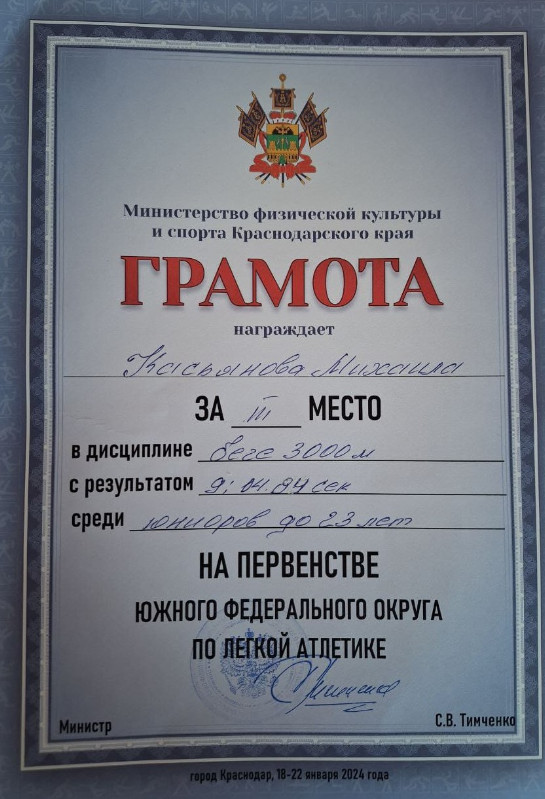 Министерство физической культуры
и спорта Краснодарского края
ГРАМОТА
награждает
Касьянова Михаила
ЗА III МЕСТО
в дисциплине беге 3000м
с результатом 9:04.94 сек
среди юниоров до 23 лет
НА ПЕРВЕНСТВЕ
ЮЖНОГО ФЕДЕРАЛЬНОГО ОКРУГА
ПО ЛЕГКОЙ АТЛЕТИКЕ
Министр С.В. Тимченко
город Краснодар, 18-22 января 2024 года